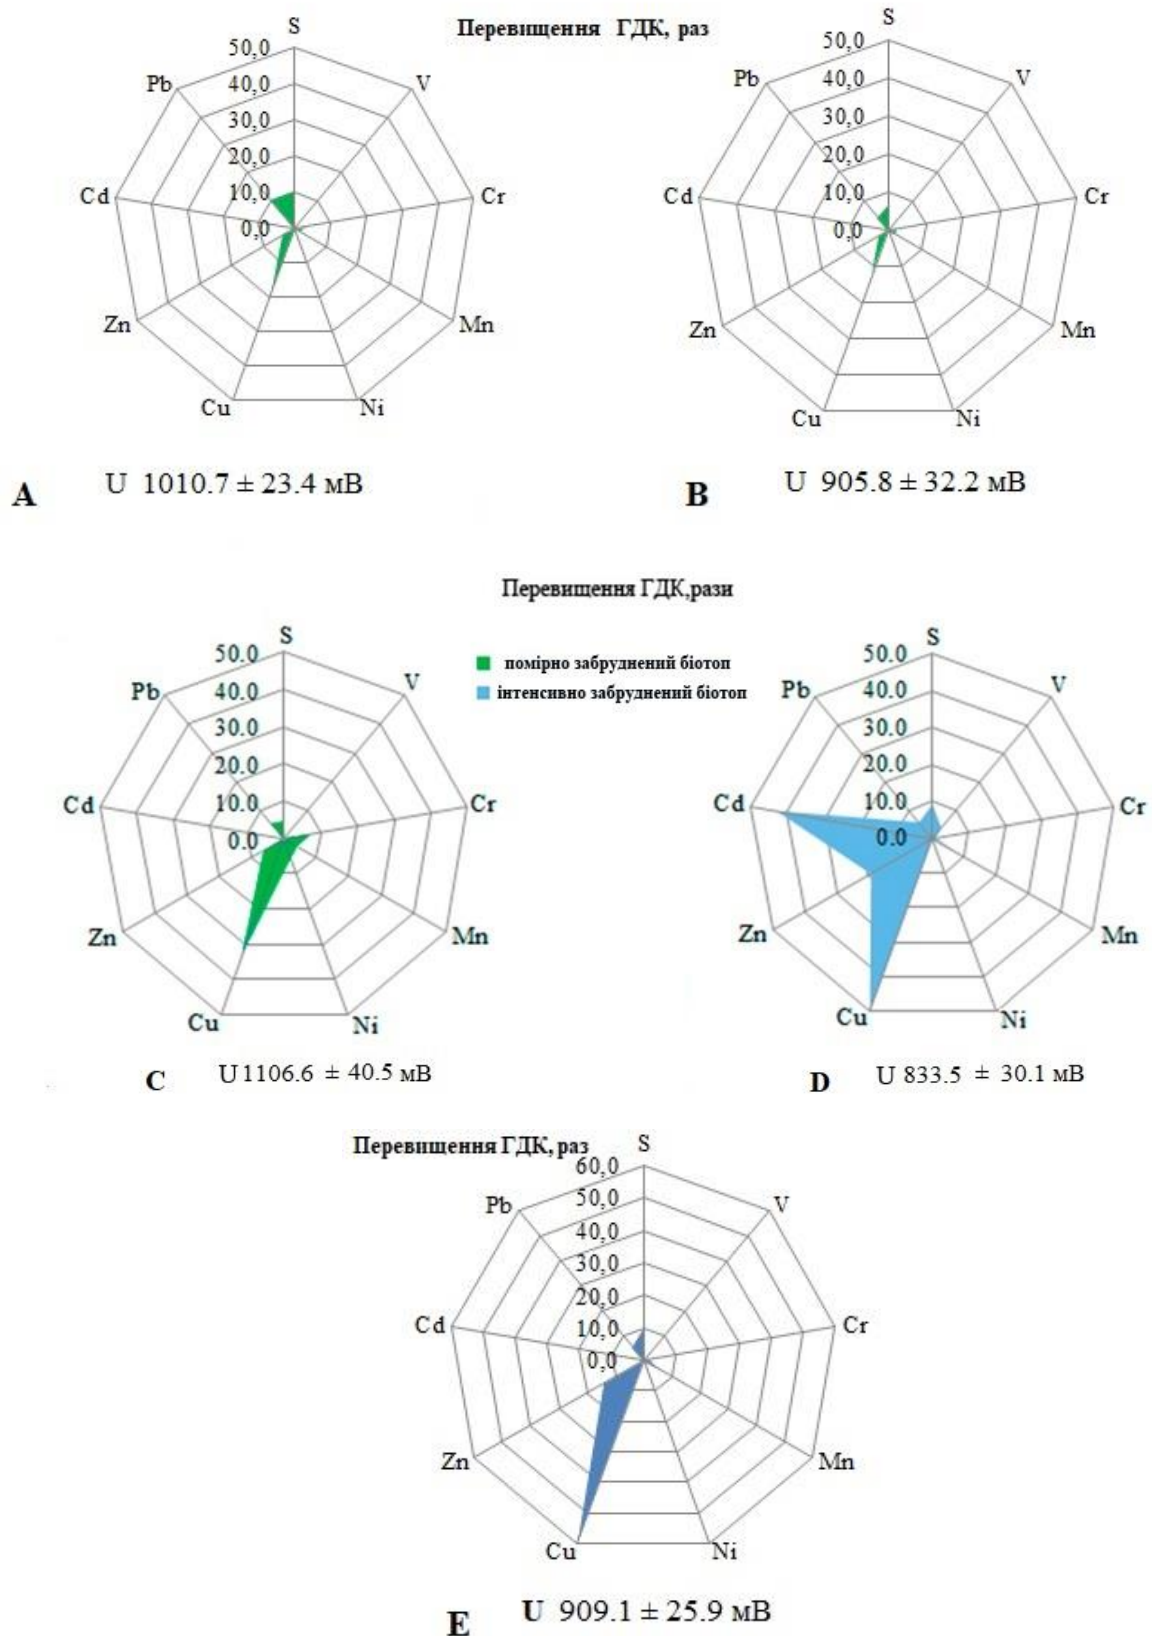 Перевищення ГДК, раз
S
50,0
40,0
30,0
20,0
10,0
0,0
V
Cr
Mn
Ni
Cu
Zn
Cd
Pb
S
50,0
40,0
30,0
20,0
10,0
0,0
V
Cr
Mn
Ni
Cu
Zn
Cd
Pb
A U 1010.7 ± 23.4 мВ
B U 905.8 ± 32.2 мВ
Перевищення ГДК,рази
помірно забруднений біотоп
інтенсивно забруднений біотоп
S
50.0
40.0
30.0
20.0
10.0
0.0
V
Cr
Mn
Ni
Cu
Zn
Cd
Pb
S
50.0
40.0
30.0
20.0
10.0
0.0
V
Cr
Mn
Ni
Cu
Zn
Cd
Pb
C U 1106.6 ± 40.5 мВ
D U 833.5 ± 30.1 мВ
Перевищення ГДК, раз
S
60,0
50,0
40,0
30,0
20,0
10,0
0,0
V
Cr
Mn
Ni
Cu
Zn
Cd
Pb
E U 909.1 ± 25.9 мВ